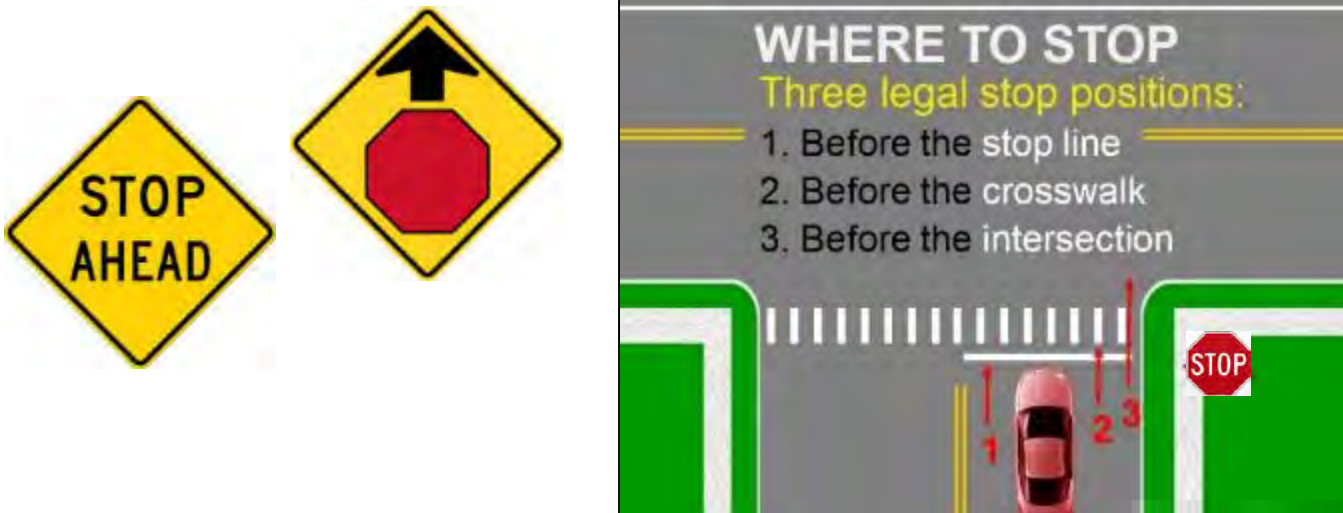 STOP
AHEAD
WHERE TO STOP
Three legal stop positions:
1. Before the stop line
2. Before the crosswalk
3. Before the intersection
STOP
1
2
3